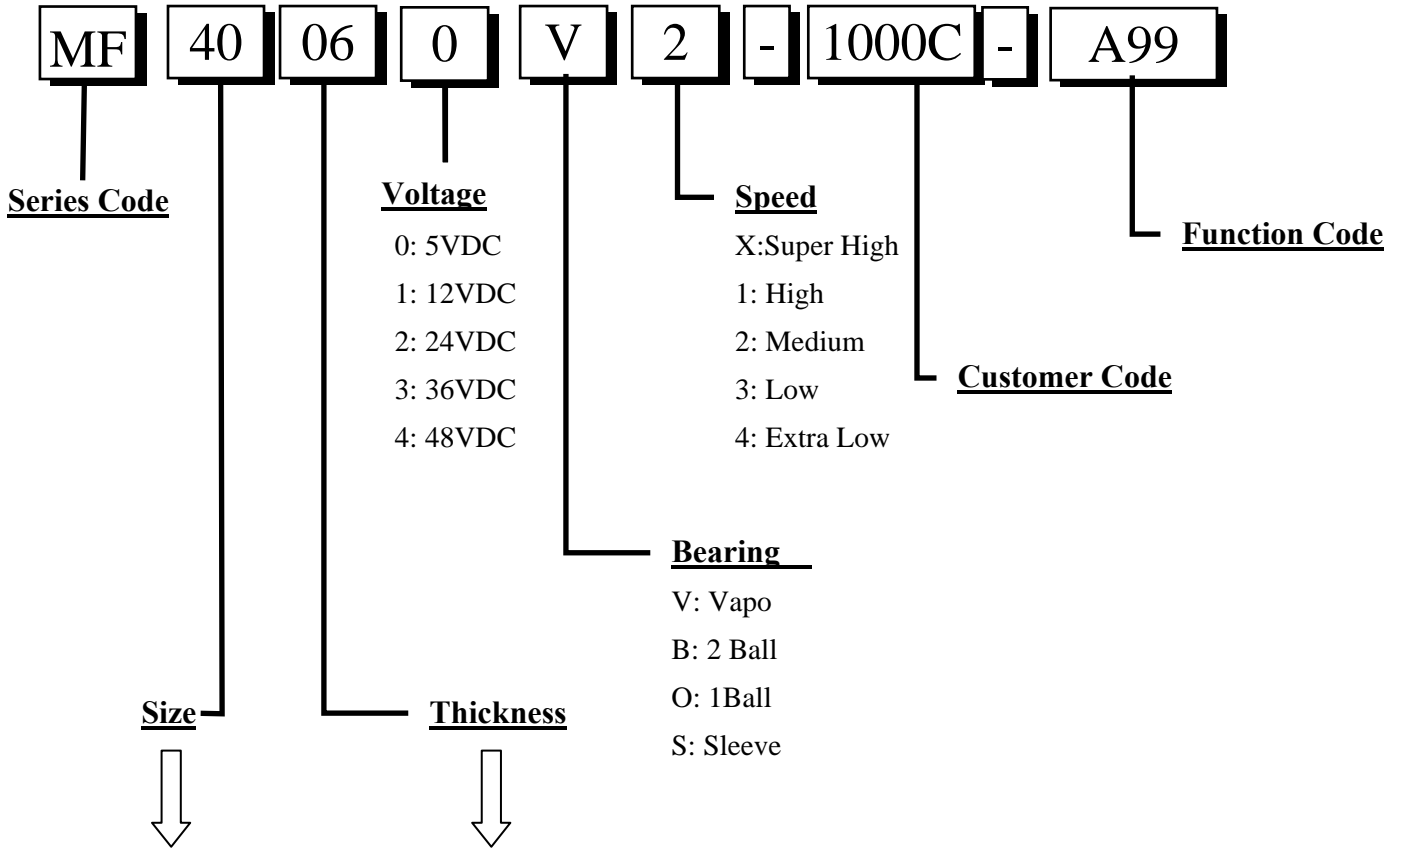 MF 40 06 0 V 2 - 1000C - A99
Series Code
Voltage
0: 5VDC
1: 12VDC
2: 24VDC
3: 36VDC
4: 48VDC
Speed
X:Super High
1: High
2: Medium
3: Low
4: Extra Low
Function Code
Customer Code
Bearing
V: Vapo
B: 2 Ball
O: 1Ball
S: Sleeve
Size
Thickness